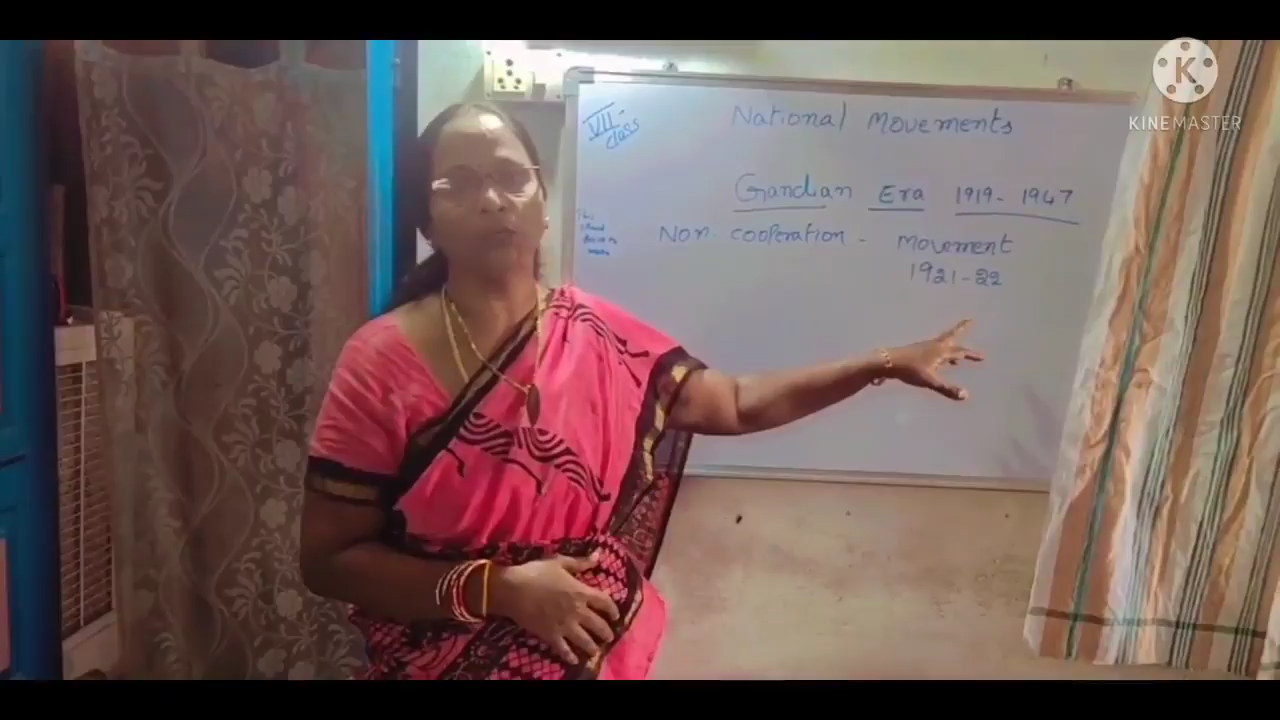 VII
class
National Movements
Gandian Era 1919-1947
Non cooperation - Movement
1921-22
K
KINEMASTER